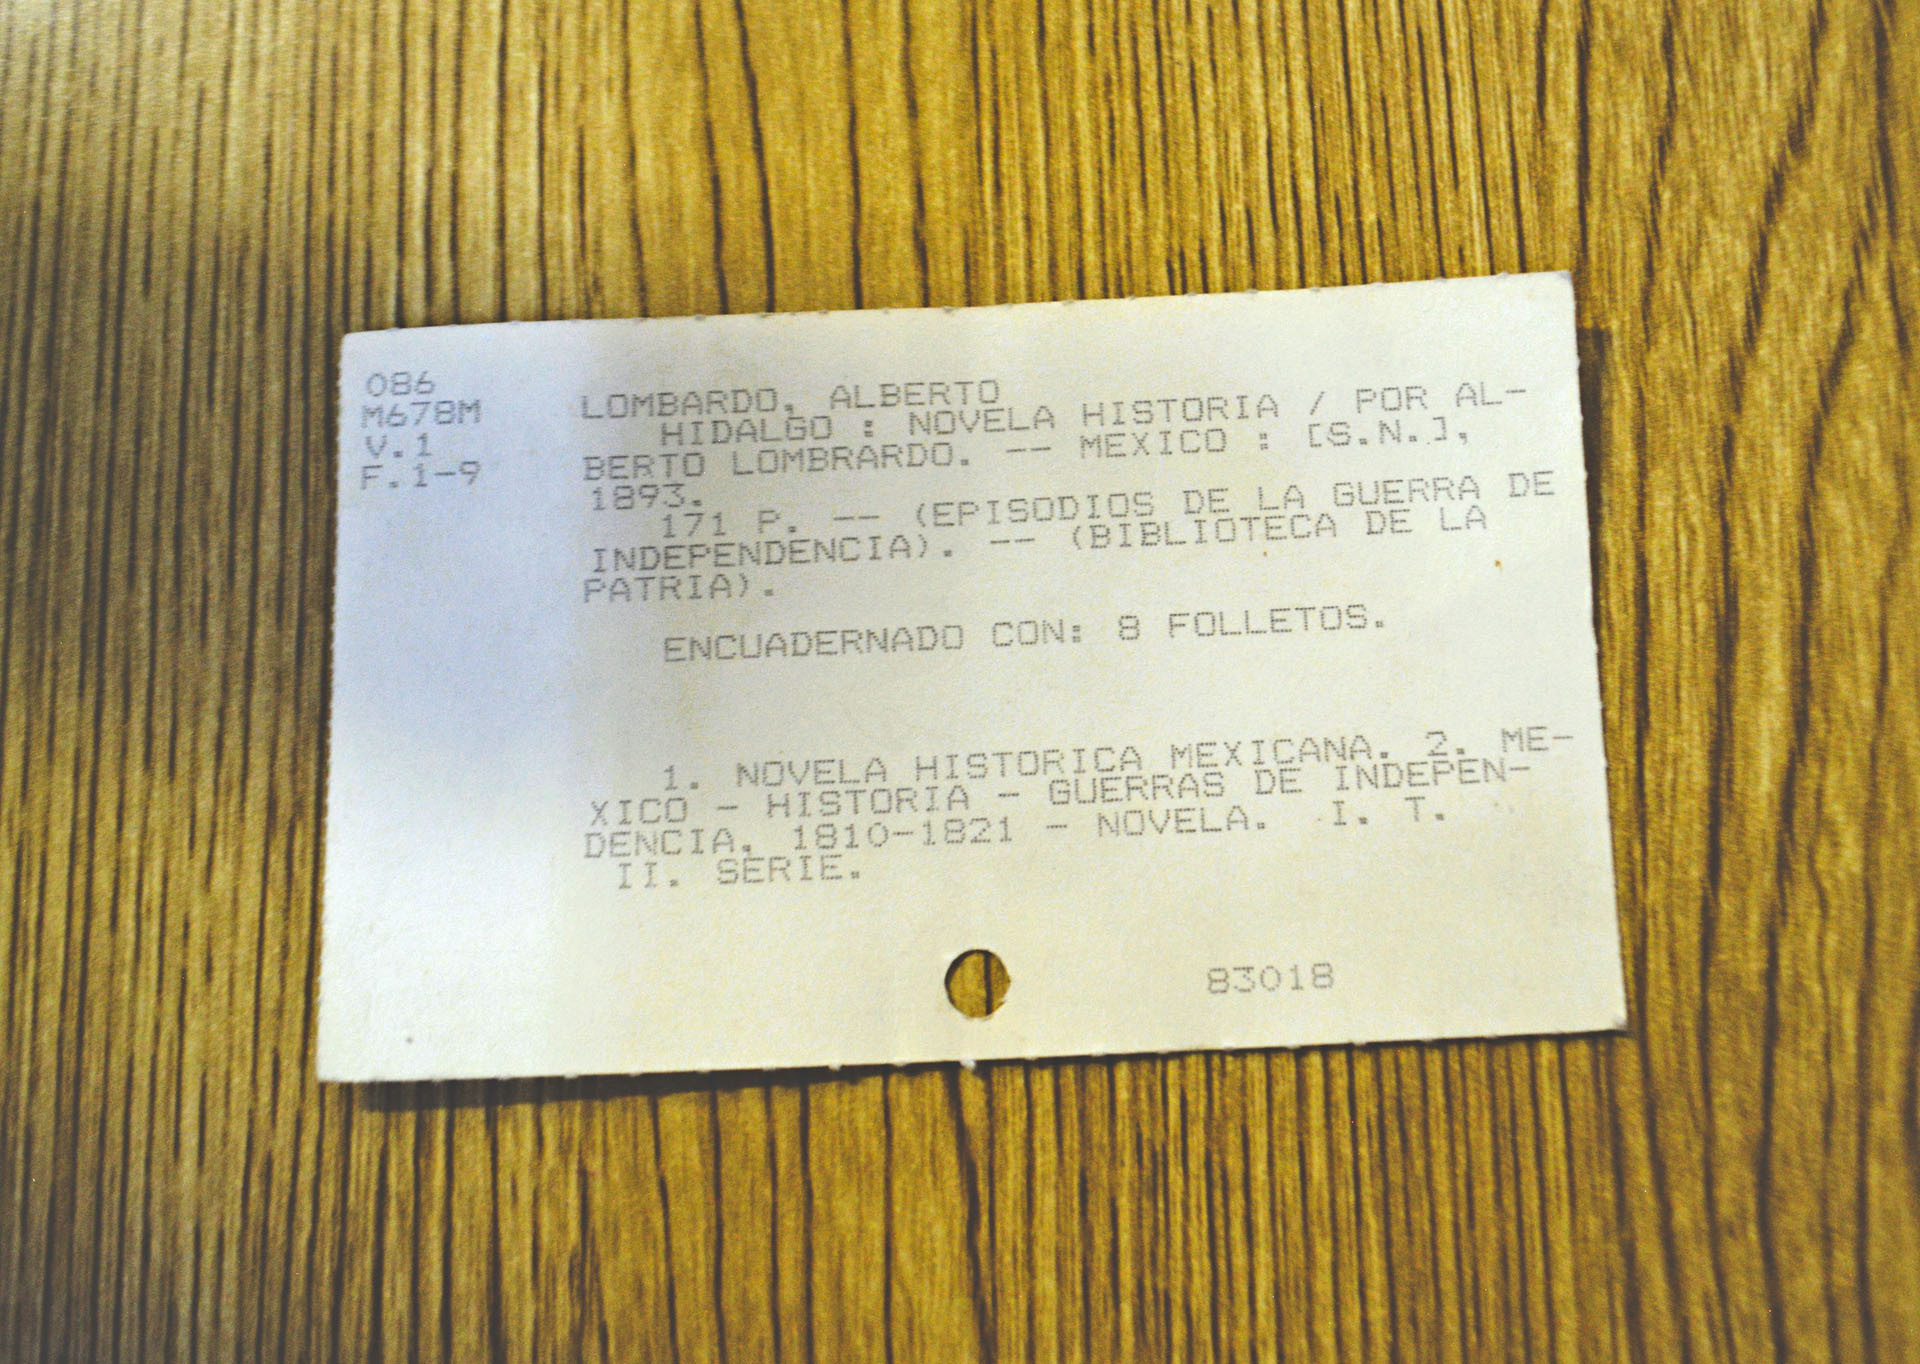 086
M678M
V.1
F.1-9
LOMBARDO, ALBERTO
HIDALGO : NOVELA HISTORIA / POR AL-
BERTO LOMBRARDO. -- MEXICO : [S.N.],
1893.
171 P. -- (EPISODIOS DE LA GUERRA DE
INDEPENDENCIA). -- (BIBLIOTECA DE LA
PATRIA).
ENCUADERNADO CON: 8 FOLLETOS.
1. NOVELA HISTORICA MEXICANA. 2. ME-
XICO - HISTORIA - GUERRAS DE INDEPEN-
DENCIA, 1810-1821 - NOVELA. I. T.
II. SERIE.
83018